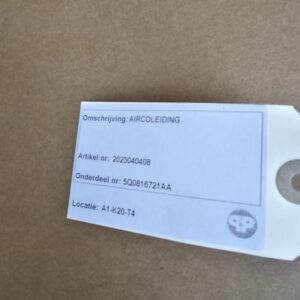 Omschrijving: AIRCOLEIDING
Artikel nr: 2023040408
Onderdeel nr: 5Q0816721AA
Locatie: A1-K20-T4